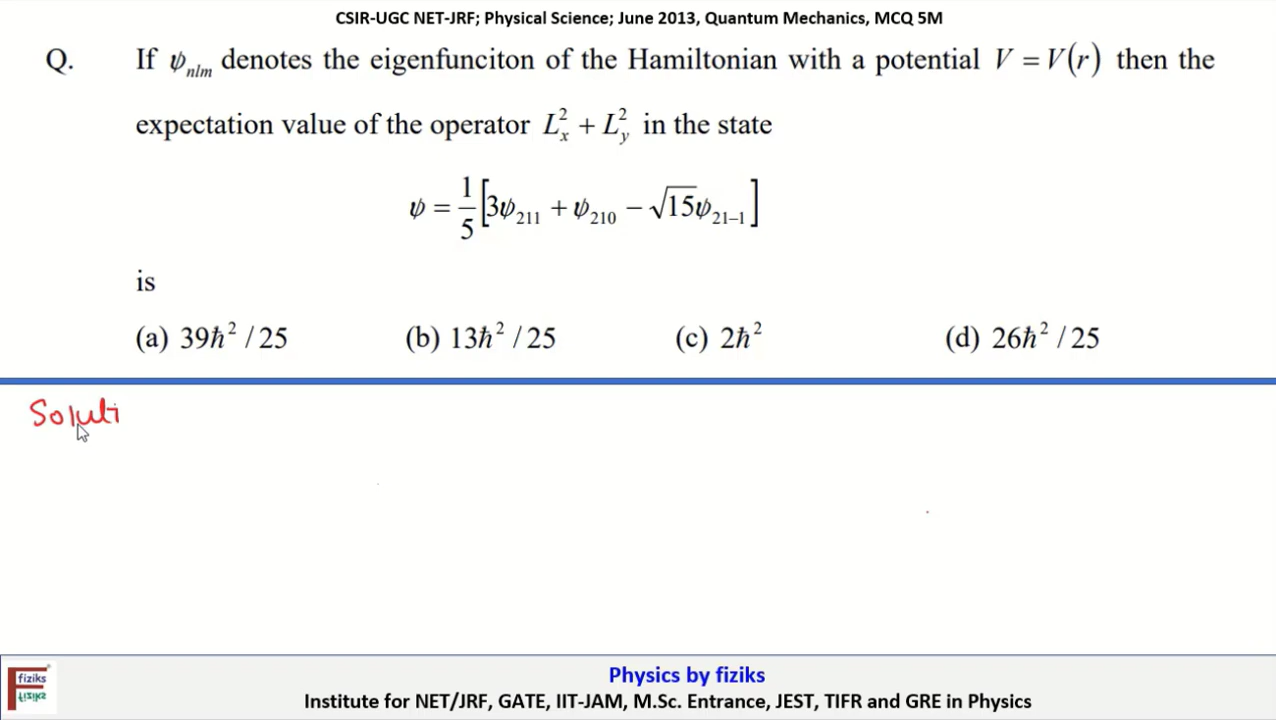 CSIR-UGC NET-JRF; Physical Science; June 2013, Quantum Mechanics, MCQ 5M
Q. If ψ_nlm denotes the eigenfunciton of the Hamiltonian with a potential V = V(r) then the
expectation value of the operator L_x^2 + L_y^2 in the state
ψ = 1/5 [3ψ_211 + ψ_210 − √15ψ_21−1]
is
(a) 39ħ^2 / 25 (b) 13ħ^2 / 25 (c) 2ħ^2 (d) 26ħ^2 / 25
Soluti
fiziks
Physics by fiziks
Institute for NET/JRF, GATE, IIT-JAM, M.Sc. Entrance, JEST, TIFR and GRE in Physics